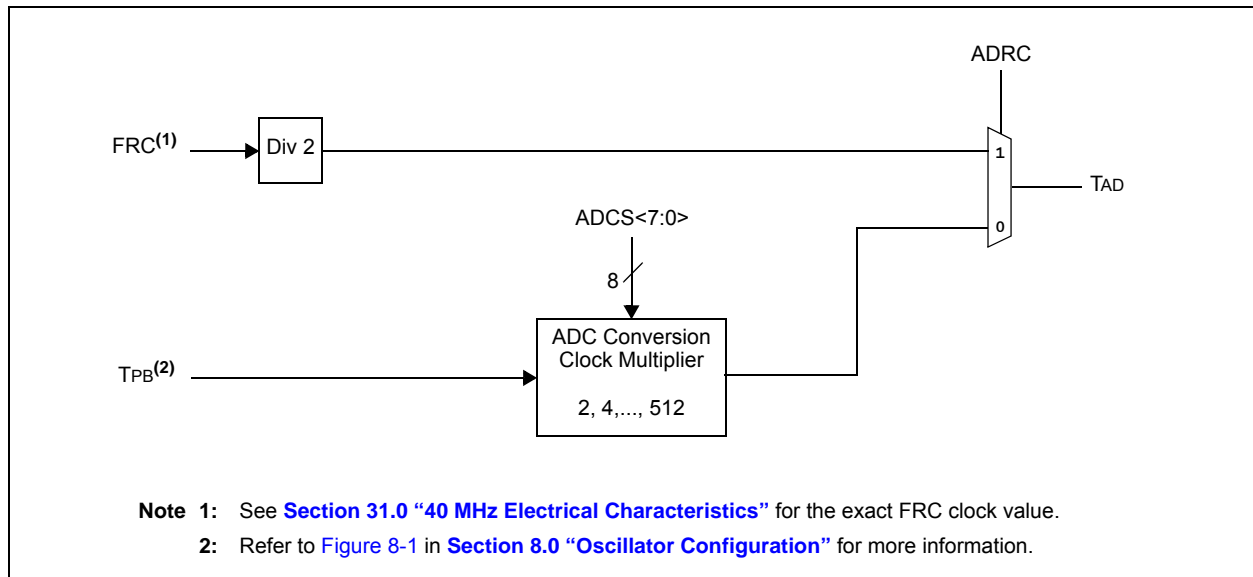 ADRC
FRC(1)
Div 2
1
TAD
ADCS<7:0>
0
8
ADC Conversion
Clock Multiplier
TPB(2)
2, 4,..., 512
Note 1: See Section 31.0 “40 MHz Electrical Characteristics” for the exact FRC clock value.
2: Refer to Figure 8-1 in Section 8.0 “Oscillator Configuration” for more information.